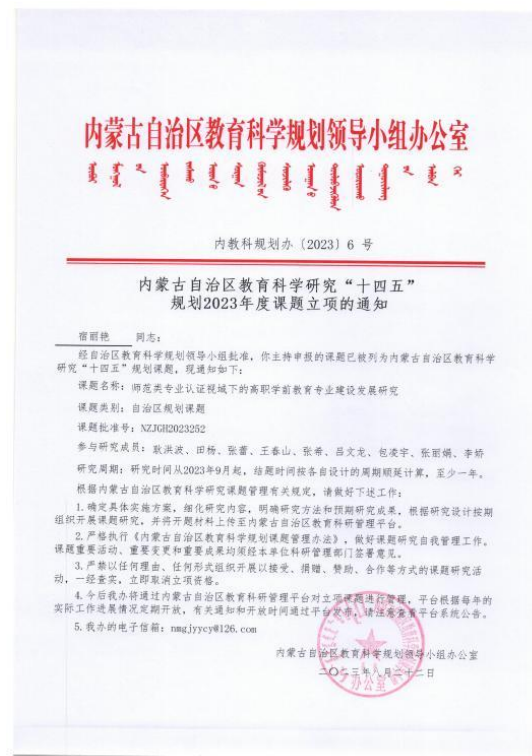 内蒙古自治区教育科学规划领导小组办公室
内教科规划办〔2023〕6 号
内蒙古自治区教育科学研究“十四五”
规划2023年度课题立项的通知
宿丽艳 同志：
经自治区教育科学规划领导小组批准，你主持申报的课题已被列为内蒙古自治区教育科学
研究“十四五”规划课题，现通知如下：
课题名称：师范类专业认证视域下的高职学前教育专业建设发展研究
课题类别：自治区规划课题
课题批准号：NZJGH2023252
参与研究成员：耿洪波、田杨、张蕾、王春山、张希、吕文龙、包凌宇、张丽娟、李娇
研究周期：研究时间从2023年9月起，结题时间按各自设计的周期顺延计算，至少一年。
根据内蒙古自治区教育科学研究课题管理有关规定，请做好下述工作：
1.确定具体实施方案，细化研究内容，明确研究方法和预期研究成果，根据研究设计按期
组织开展课题研究，并将开题材料上传至内蒙古自治区教育科研管理平台。
2.严格执行《内蒙古自治区教育科学规划课题管理办法》，做好课题研究自我管理工作，
课题重要活动、重要变更和重要成果均须经本单位科研管理部门签署意见。
3.严禁以任何理由、任何形式组织开展以接受、捐赠、赞助、合作等方式的课题研究活
动，一经查实，立即取消立项资格。
4.今后我办将通过内蒙古自治区教育科研管理平台对立项课题进行管理，平台根据每年的
实际工作进展情况定期开放，有关通知和开放时间通过平台发布，请注意查看平台系统公告。
5.我办的电子信箱：nmgjyycy@126.com
内蒙古自治区教育科学规划领导小组办公室
二〇二三年八月二十二日
办公室